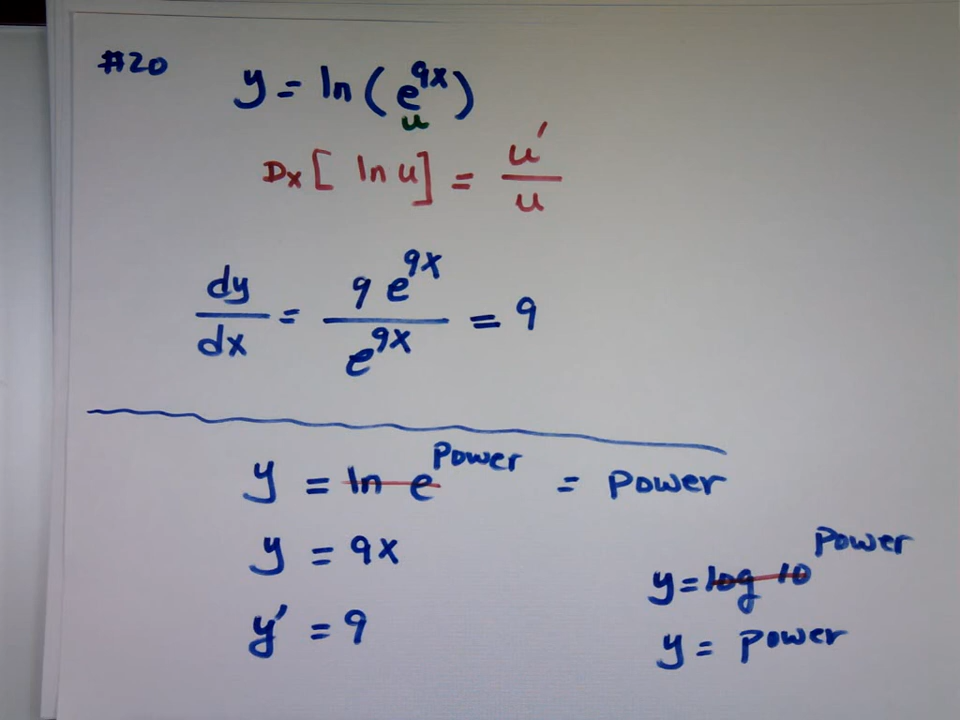 #20
y = ln(e^{9x})
u
Dx[ ln u] = u'/u
dy/dx = 9e^{9x}/e^{9x} = 9
y = ln e^{Power} = Power
y = 9x
y' = 9
y = log 10^{Power}
y = power